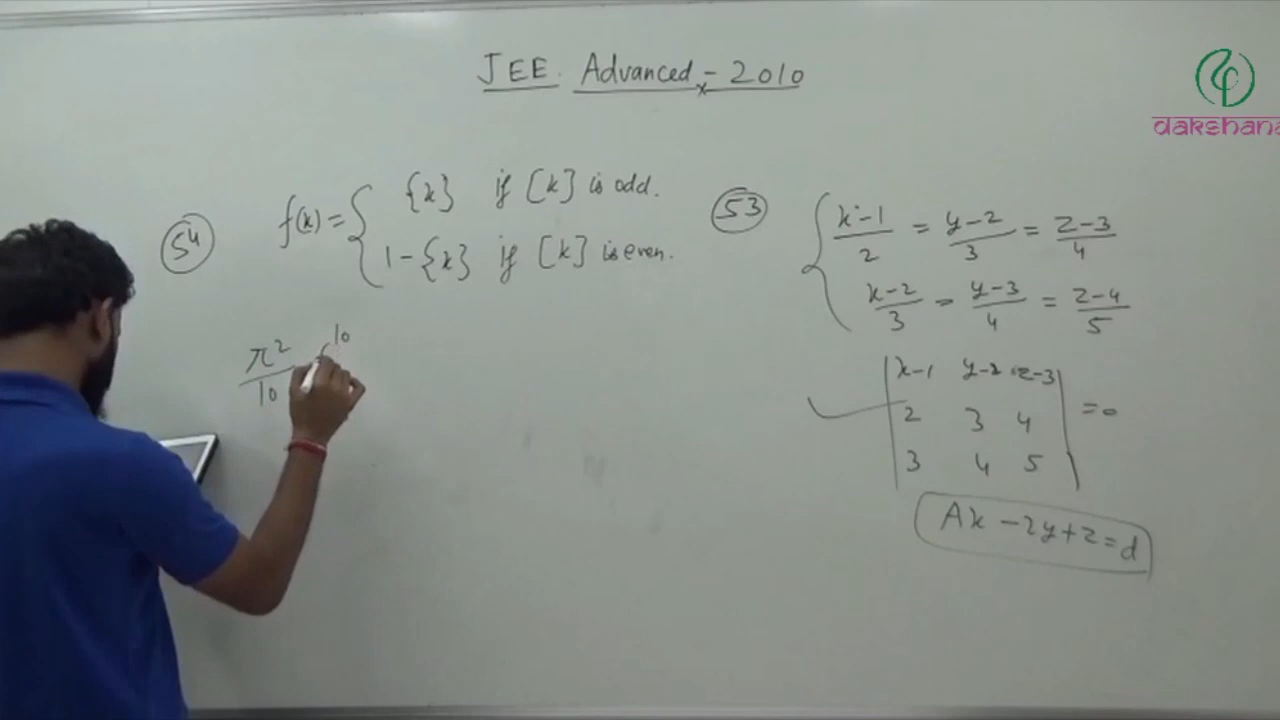 JEE Advanced - 2010
dakshana
54
f(x) = { {x} if [x] is odd.
1-{x} if [x] is even.
π²/10 ∫ 10
53
{ x-1/2 = y-2/3 = z-3/4
x-2/3 = y-3/4 = z-4/5
| x-1 y-2 z-3 |
| 2 3 4 | = 0
| 3 4 5 |
Ax - 2y + z = d